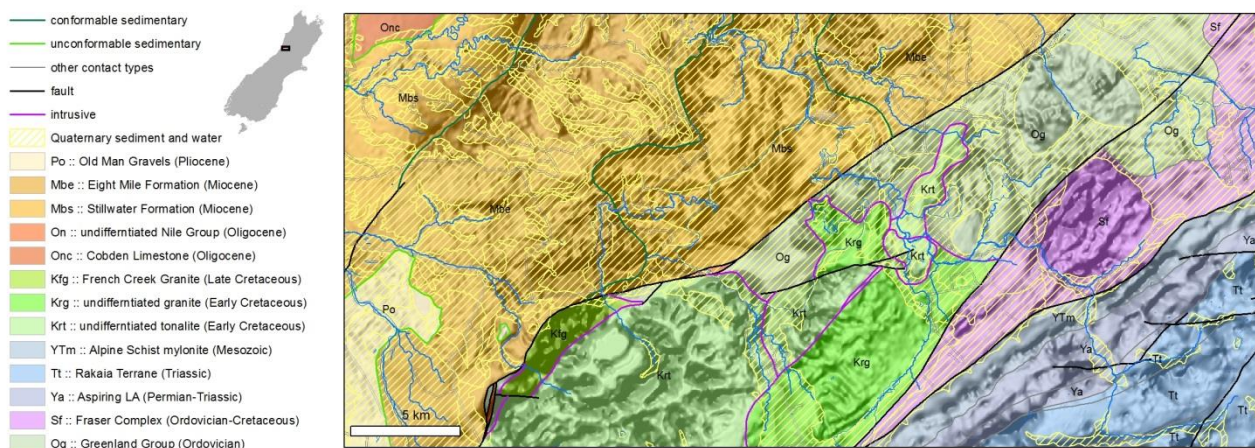 conformable sedimentary
unconformable sedimentary
other contact types
fault
intrusive
Quaternary sediment and water
Po :: Old Man Gravels (Pliocene)
Mbe :: Eight Mile Formation (Miocene)
Mbs :: Stillwater Formation (Miocene)
On :: undifferentiated Nile Group (Oligocene)
Onc :: Cobden Limestone (Oligocene)
Kfg :: French Creek Granite (Late Cretaceous)
Krg :: undifferntiated granite (Early Cretaceous)
Krt :: undifferntiated tonalite (Early Cretaceous)
YTm :: Alpine Schist mylonite (Mesozoic)
Tt :: Rakaia Terrane (Triassic)
Ya :: Aspiring LA (Permian-Triassic)
Sf :: Fraser Complex (Ordovician-Cretaceous)
Og :: Greenland Group (Ordovician)
Onc
Sf
Mbe
Mbs
Og
Og
Mbs
Krt
Mbe
Sf
Krg
Ya
Og
Krt
Tt
Po
Krt
YTm
Kfg
Ya
Krg
Krt
Ya
Tt
5 km
Tt